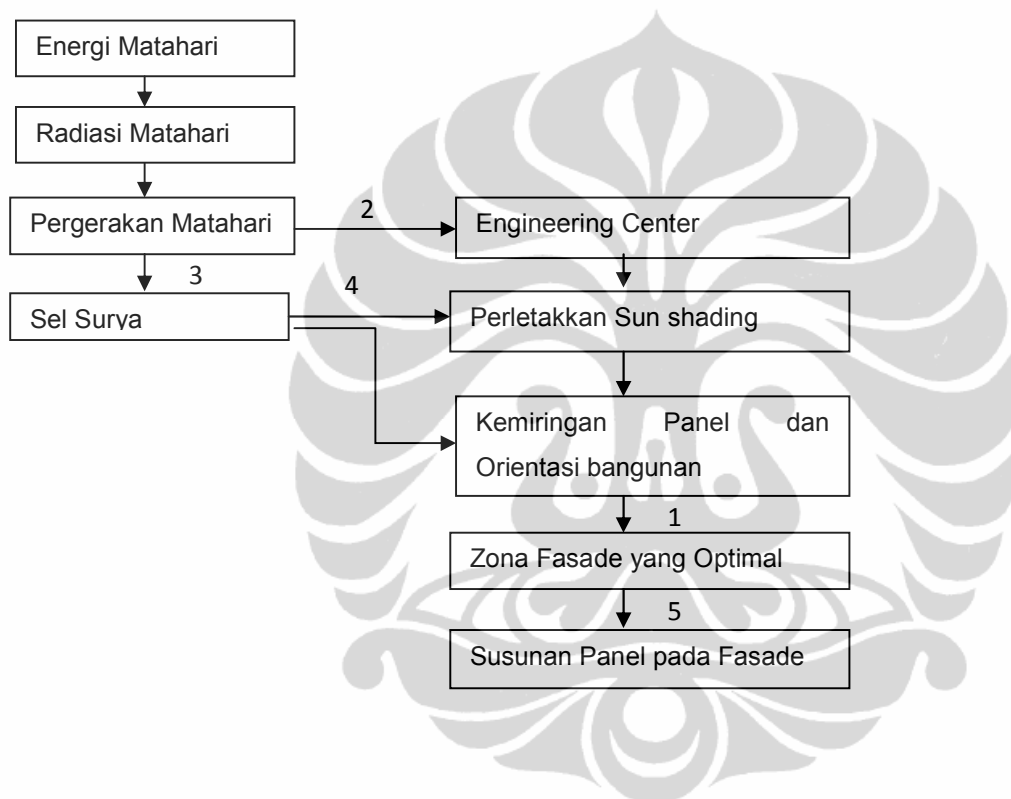 Energi Matahari
Radiasi Matahari
Pergerakan Matahari
2
Engineering Center
3
4
Sel Surya
Perletakkan Sun shading
Kemiringan Panel dan
Orientasi bangunan
1
Zona Fasade yang Optimal
5
Susunan Panel pada Fasade